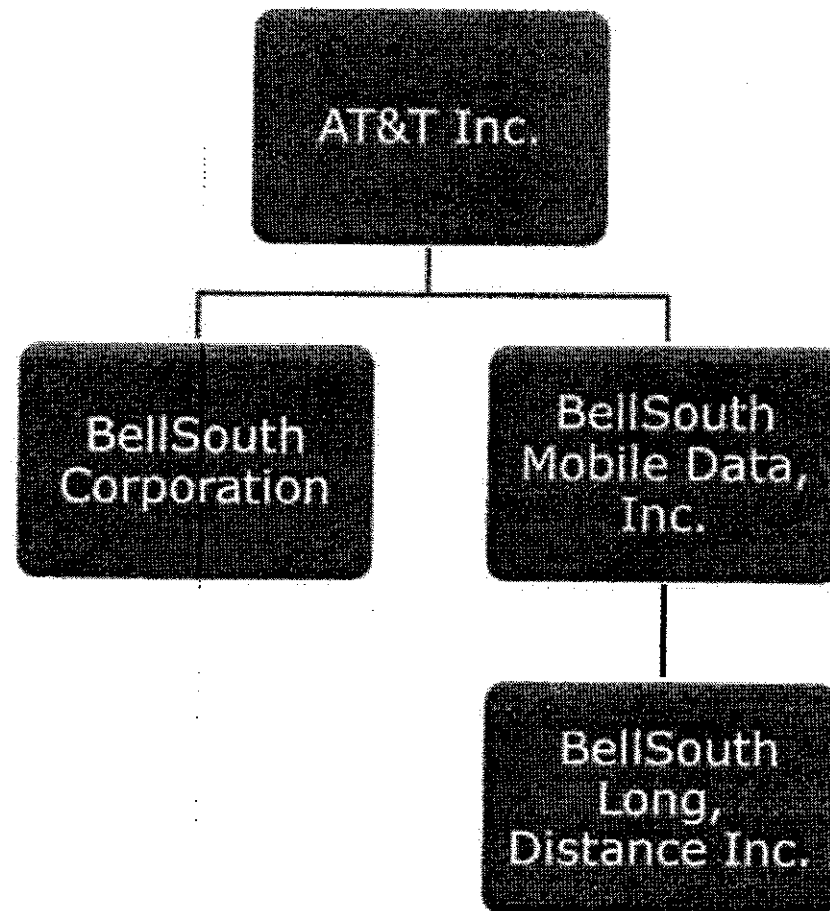 AT&T Inc.
BellSouth
Corporation
BellSouth
Mobile Data,
Inc.
BellSouth
Long,
Distance Inc.